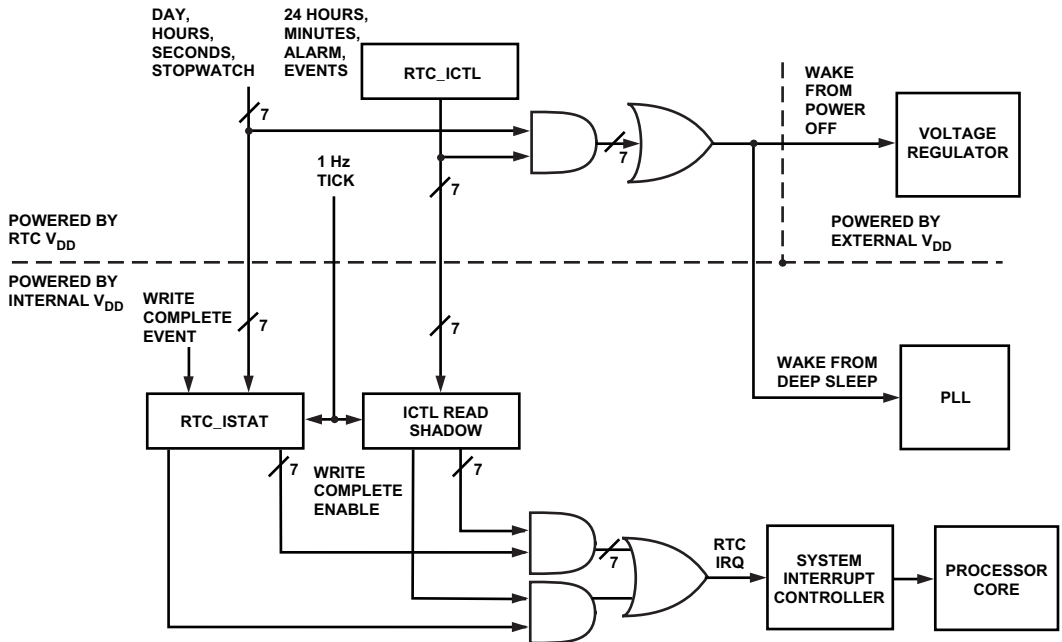 DAY,
HOURS,
SECONDS,
STOPWATCH
24 HOURS,
MINUTES,
ALARM,
EVENTS
RTC_ICTL
WAKE
FROM
POWER
OFF
VOLTAGE
REGULATOR
7
7
1 Hz
TICK
7
POWERED BY
RTC VDD
POWERED BY
EXTERNAL VDD
POWERED BY
INTERNAL VDD
WRITE
COMPLETE
EVENT
7
7
WAKE FROM
DEEP SLEEP
PLL
RTC_ISTAT
ICTL READ
SHADOW
7
WRITE
COMPLETE
ENABLE
7
7
RTC
IRQ
SYSTEM
INTERRUPT
CONTROLLER
PROCESSOR
CORE